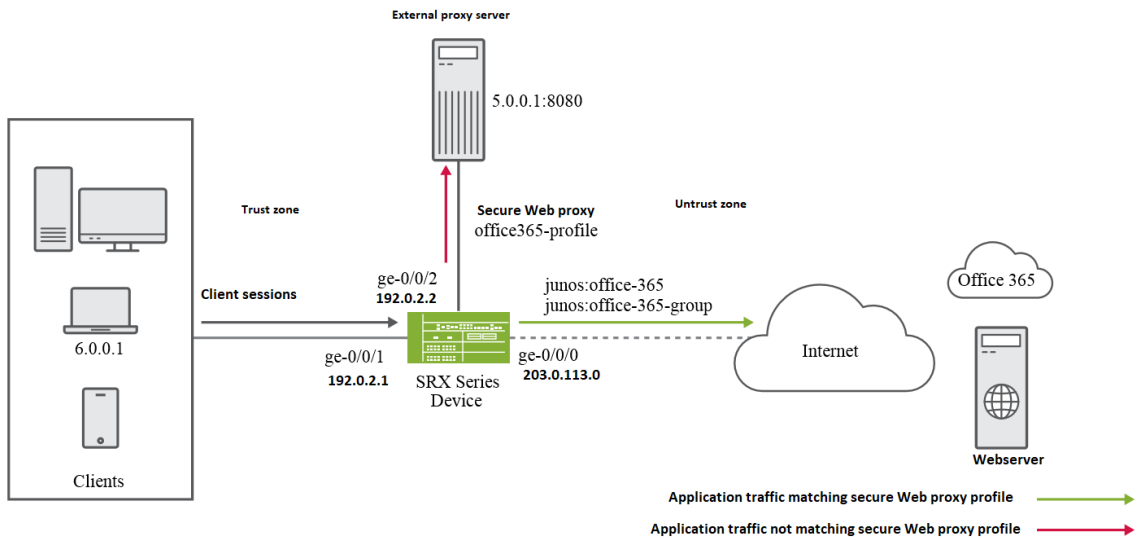 External proxy server
5.0.0.1:8080
Trust zone
Secure Web proxy
office365-profile
Untrust zone
ge-0/0/2
192.0.2.2
junos:office-365
junos:office-365-group
Office 365
Client sessions
6.0.0.1
ge-0/0/1
192.0.2.1
SRX Series
Device
ge-0/0/0
203.0.113.0
Internet
Webserver
Clients
Application traffic matching secure Web proxy profile
Application traffic not matching secure Web proxy profile